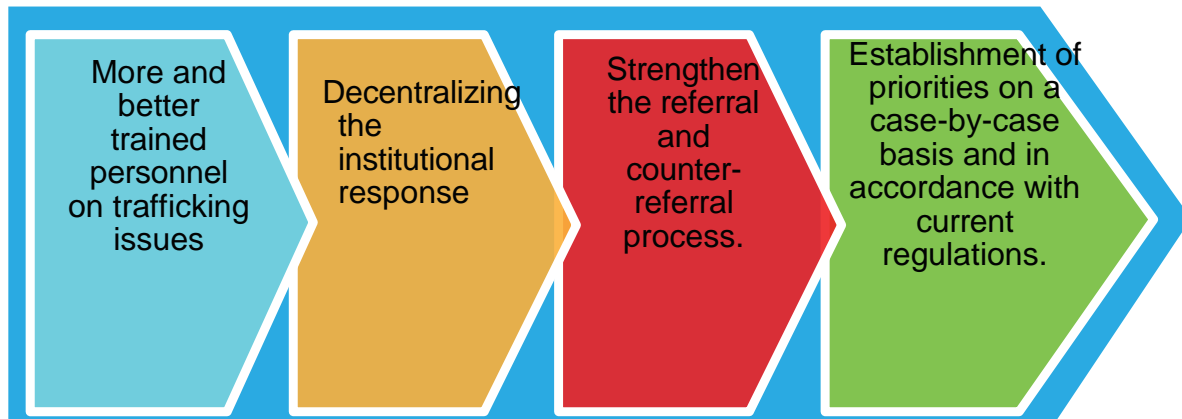 More and
better
trained
personnel
on trafficking
issues
Decentralizing
the
institutional
response
Strengthen
the referral
and
counter-
referral
process.
Establishment of
priorities on a
case-by-case
basis and in
accordance with
current
regulations.